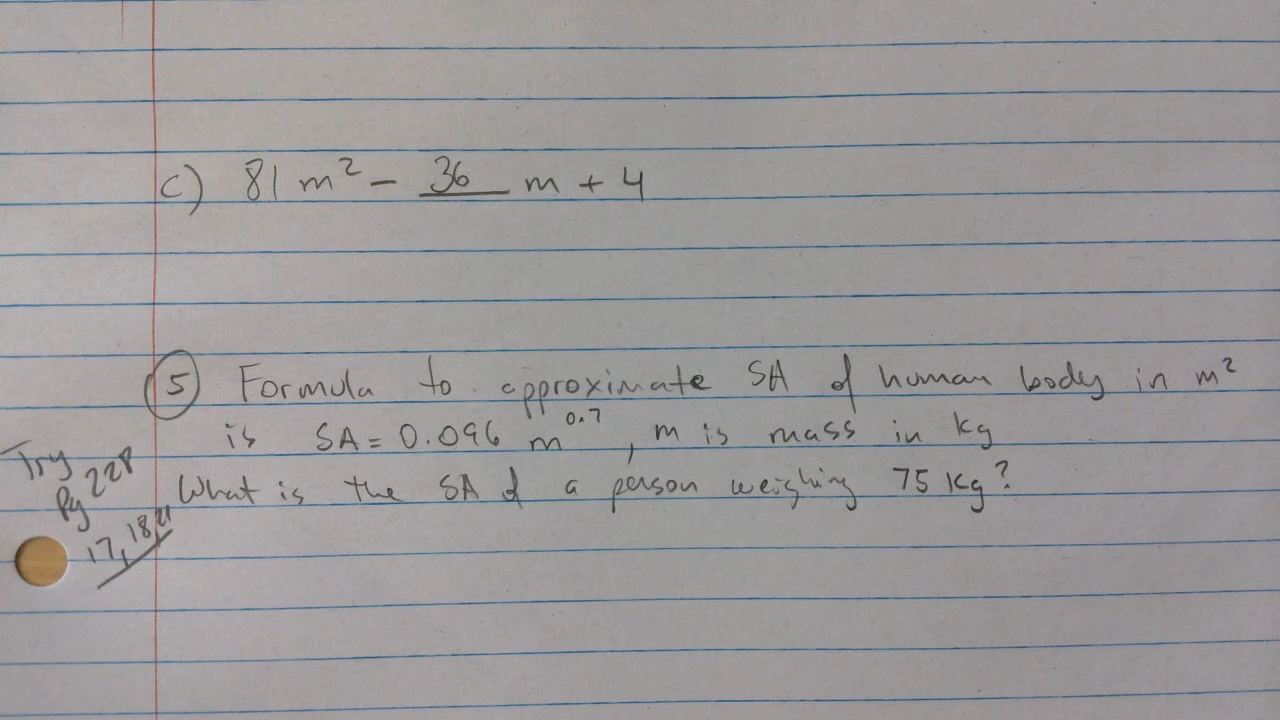 c) 81 m² - 36 m + 4
⑤ Formula to approximate SA of human body in m²
is SA = 0.096 m^0.7, m is mass in kg
What is the SA of a person weighing 75 kg?
Try
Pg 228
17, 18, 21